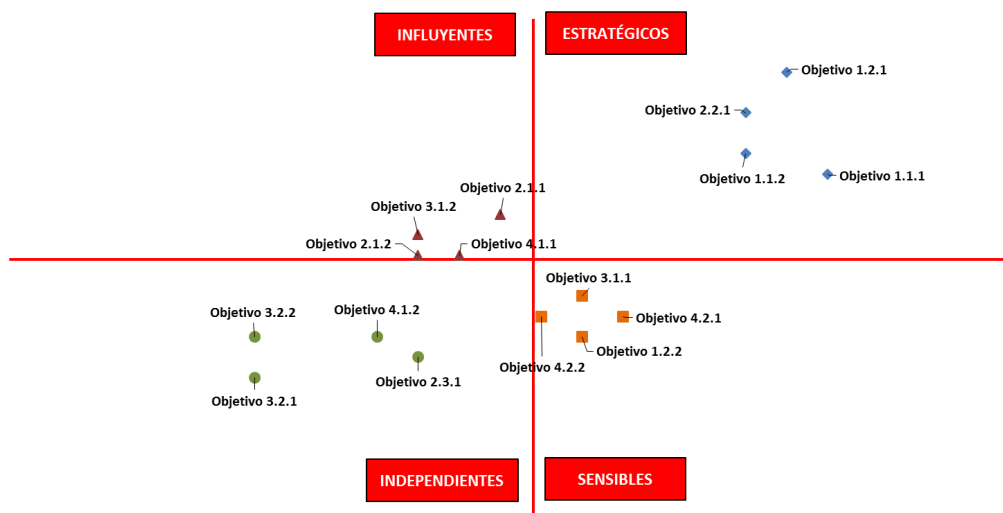 INFLUYENTES
ESTRATÉGICOS
Objetivo 1.2.1
Objetivo 2.2.1
Objetivo 1.1.2
Objetivo 1.1.1
Objetivo 2.1.1
Objetivo 3.1.2
Objetivo 2.1.2
Objetivo 4.1.1
Objetivo 3.1.1
Objetivo 3.2.2
Objetivo 4.1.2
Objetivo 4.2.1
Objetivo 1.2.2
Objetivo 4.2.2
Objetivo 2.3.1
Objetivo 3.2.1
INDEPENDIENTES
SENSIBLES